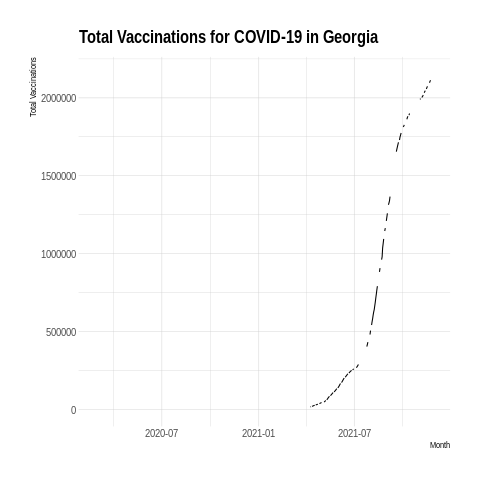 Total Vaccinations for COVID-19 in Georgia
Total Vaccinations
2000000
1500000
1000000
500000
0
2020-07 2021-01 2021-07
Month